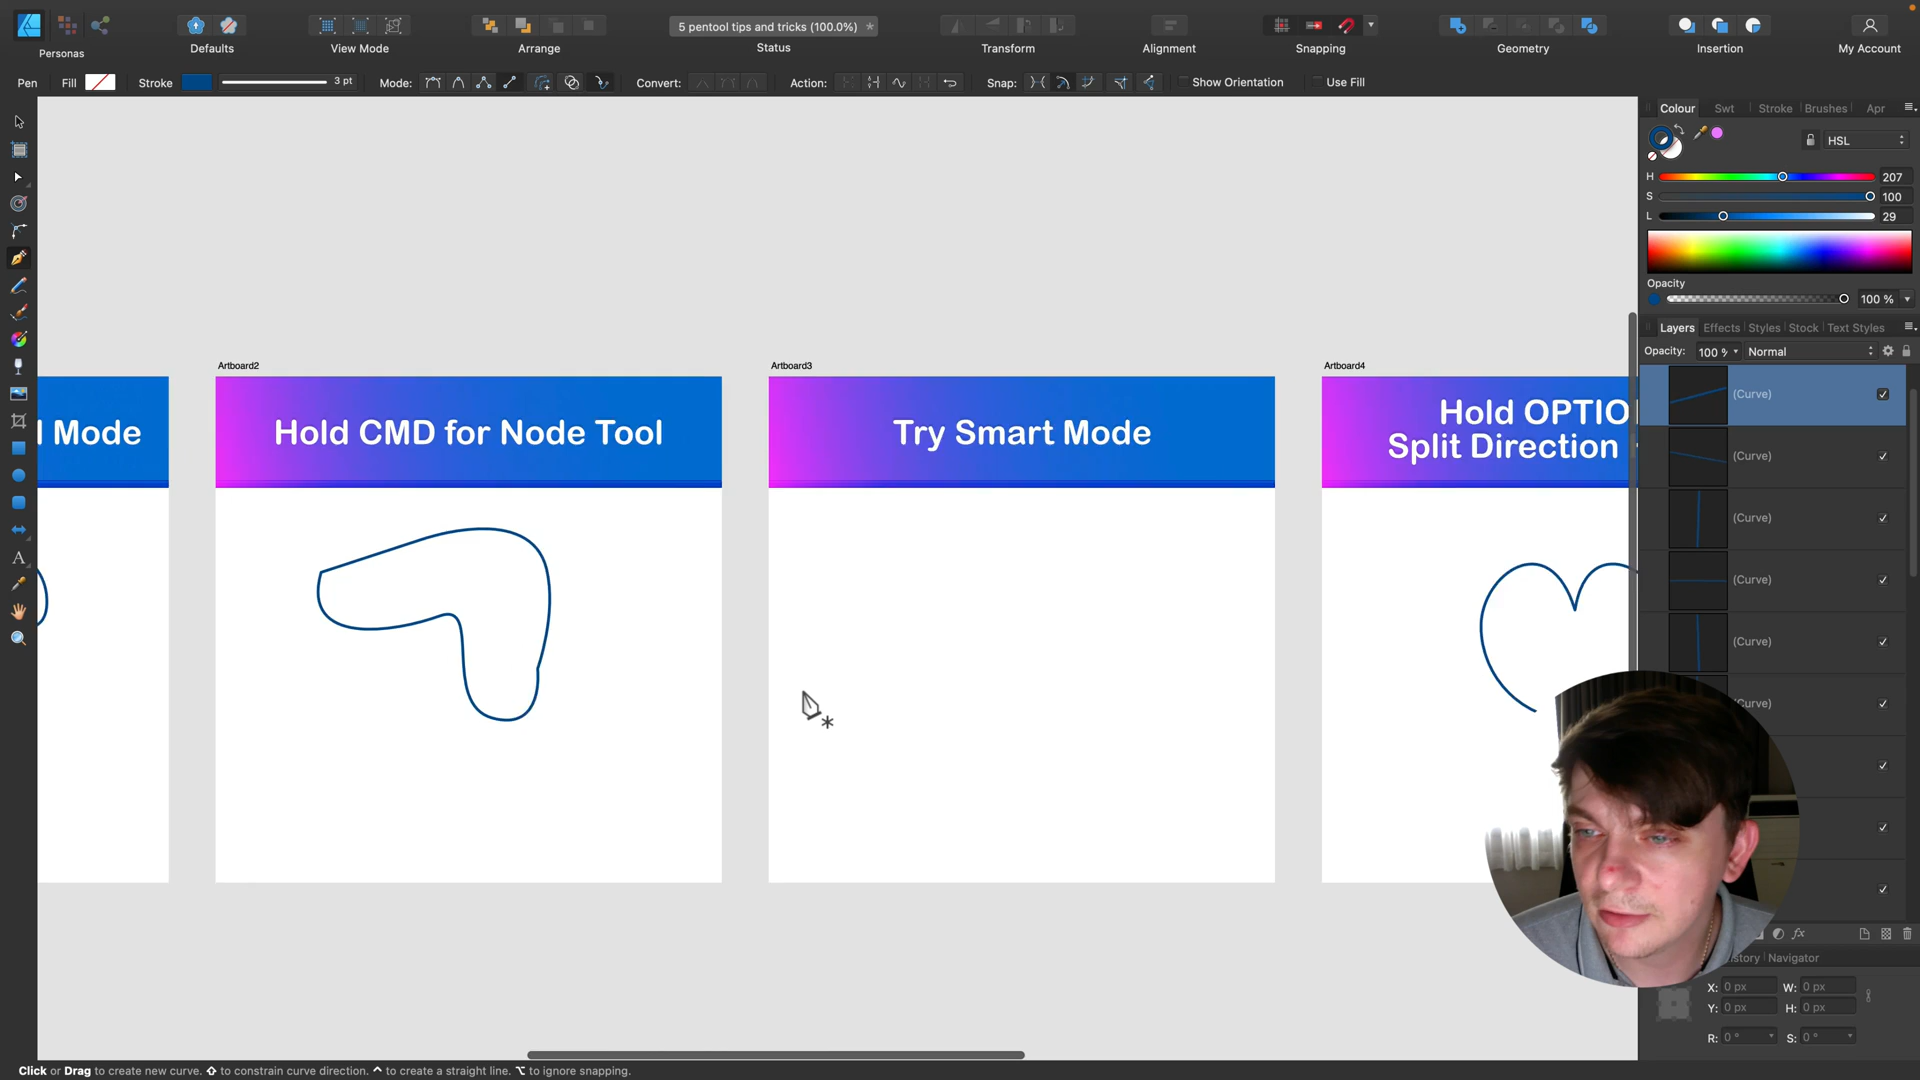 5 pentool tips and tricks (100.0%) *
Personas
Defaults
View Mode
Arrange
Status
Transform
Alignment
Snapping
Geometry
Insertion
My Account
Pen
Fill
Stroke
3 pt
Mode:
Convert:
Action:
Snap:
Show Orientation
Use Fill
Colour
Swt
Stroke
Brushes
Apr
HSL
H
207
S
100
L
29
Opacity
100 %
Layers
Effects
Styles
Stock
Text Styles
Opacity:
100 %
Normal
(Curve)
(Curve)
(Curve)
(Curve)
(Curve)
Curve)
Artboard2
Artboard3
Artboard4
Mode
Hold CMD for Node Tool
Try Smart Mode
Hold OPTIO
Split Direction
fx
story
Navigator
X: 0 px
W: 0 px
Y: 0 px
H: 0 px
R: 0 °
S: 0 °
A
Click or Drag to create new curve. ⇧ to constrain curve direction. ^ to create a straight line. ⌥ to ignore snapping.